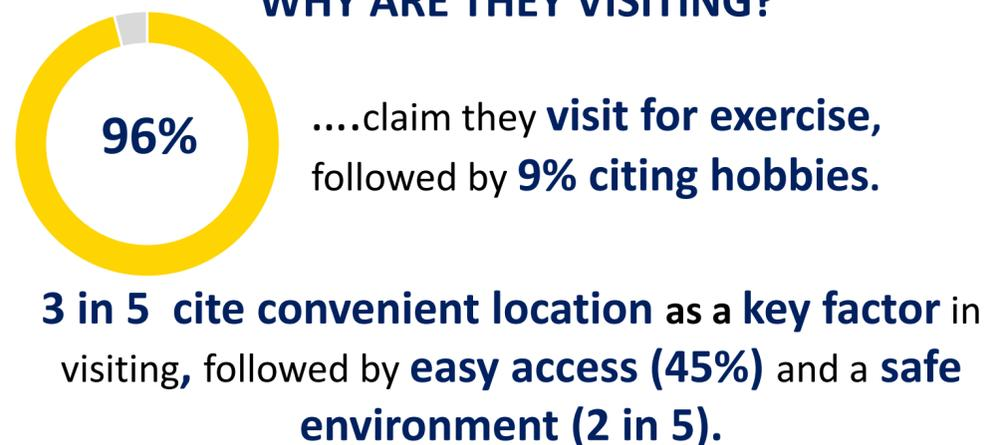 WHY ARE THEY VISITING?
96%
....claim they visit for exercise,
followed by 9% citing hobbies.
3 in 5 cite convenient location as a key factor in
visiting, followed by easy access (45%) and a safe
environment (2 in 5).